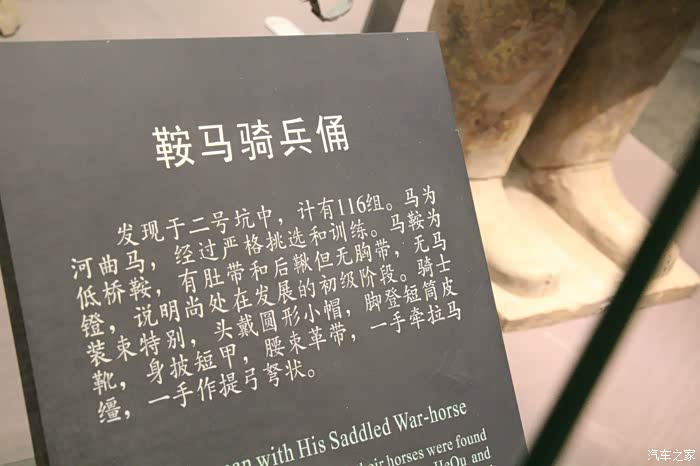 鞍马骑兵俑
发现于二号坑中，计有116组。马为
河曲马，经过严格挑选和训练。马鞍为
低桥鞍，有肚带和后鞦但无胸带，无马
镫，说明尚处在发展的初级阶段。骑士
装束特别，头戴圆形小帽，脚登短筒皮
靴，身披短甲，腰束革带，一手牵拉马
缰，一手作提弓弩状。
with His Saddled War-horse
horses were found
HeQu and
汽车之家